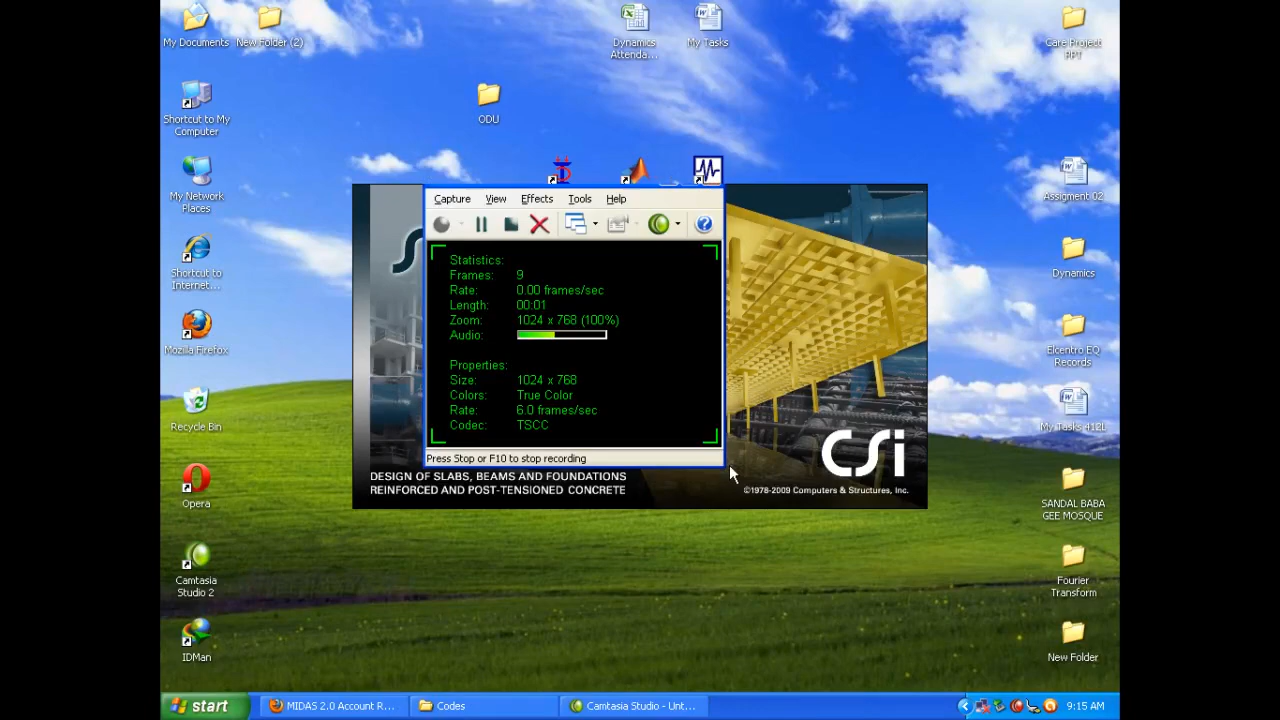 My Documents
New Folder (2)
Dynamics
Attenda...
My Tasks
Care Project
PPT
Shortcut to My
Computer
ODU
My Network
Places
Assigment 02
Shortcut to
Internet...
Dynamics
Mozilla Firefox
Elcentro EQ
Records
Recycle Bin
My Tasks 412L
Opera
SANDAL BABA
GEE MOSQUE
Camtasia
Studio 2
Fourier
Transform
IDMan
New Folder
Capture View Effects Tools Help
Statistics:
Frames: 9
Rate: 0.00 frames/sec
Length: 00:01
Zoom: 1024 x 768 (100%)
Audio:
Properties:
Size: 1024 x 768
Colors: True Color
Rate: 6.0 frames/sec
Codec: TSCC
Press Stop or F10 to stop recording
CSi
DESIGN OF SLABS, BEAMS AND FOUNDATIONS
REINFORCED AND POST-TENSIONED CONCRETE
©1978-2009 Computers & Structures, Inc.
start
MIDAS 2.0 Account R...
Codes
Camtasia Studio - Unt...
9:15 AM